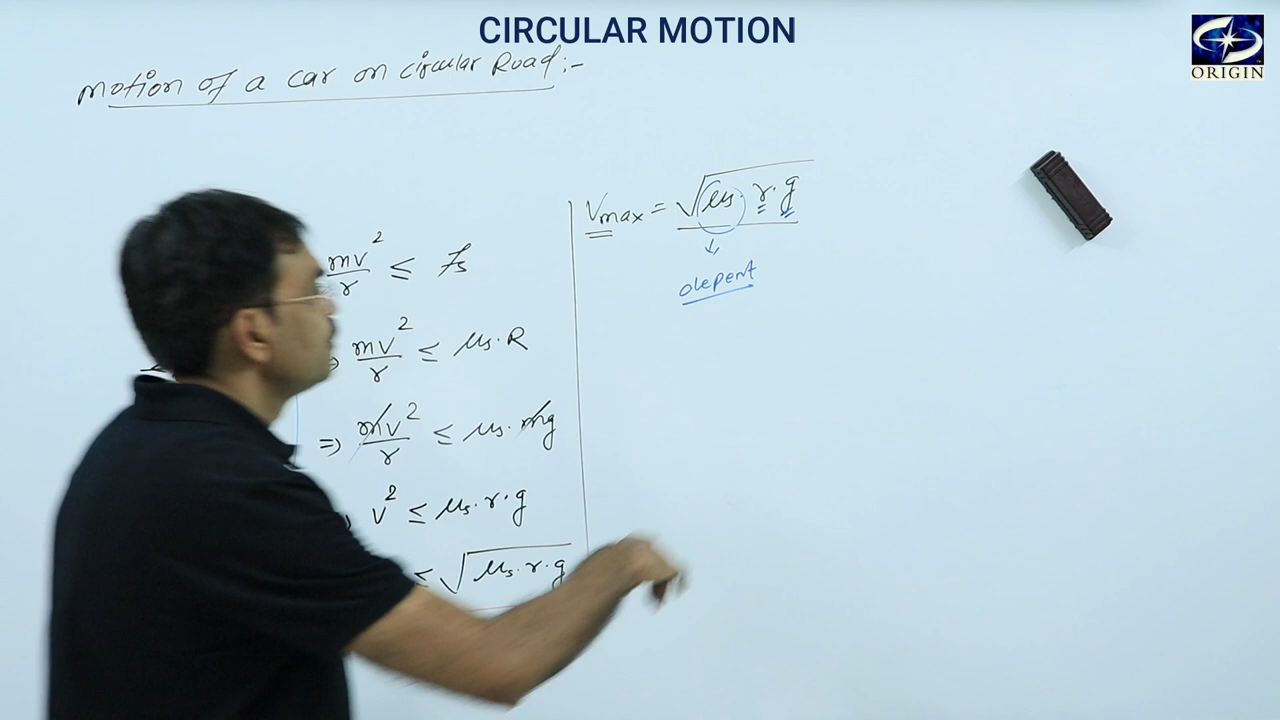 CIRCULAR MOTION
ORIGIN
motion of a car on circular Road :-
mv²/r ≤ fs
mv²/r ≤ μs. R
⇒ mv²/r ≤ μs. mg
v² ≤ μs. r. g
≤ √μs. r. g
Vmax = √μs. r. g
↓
depent